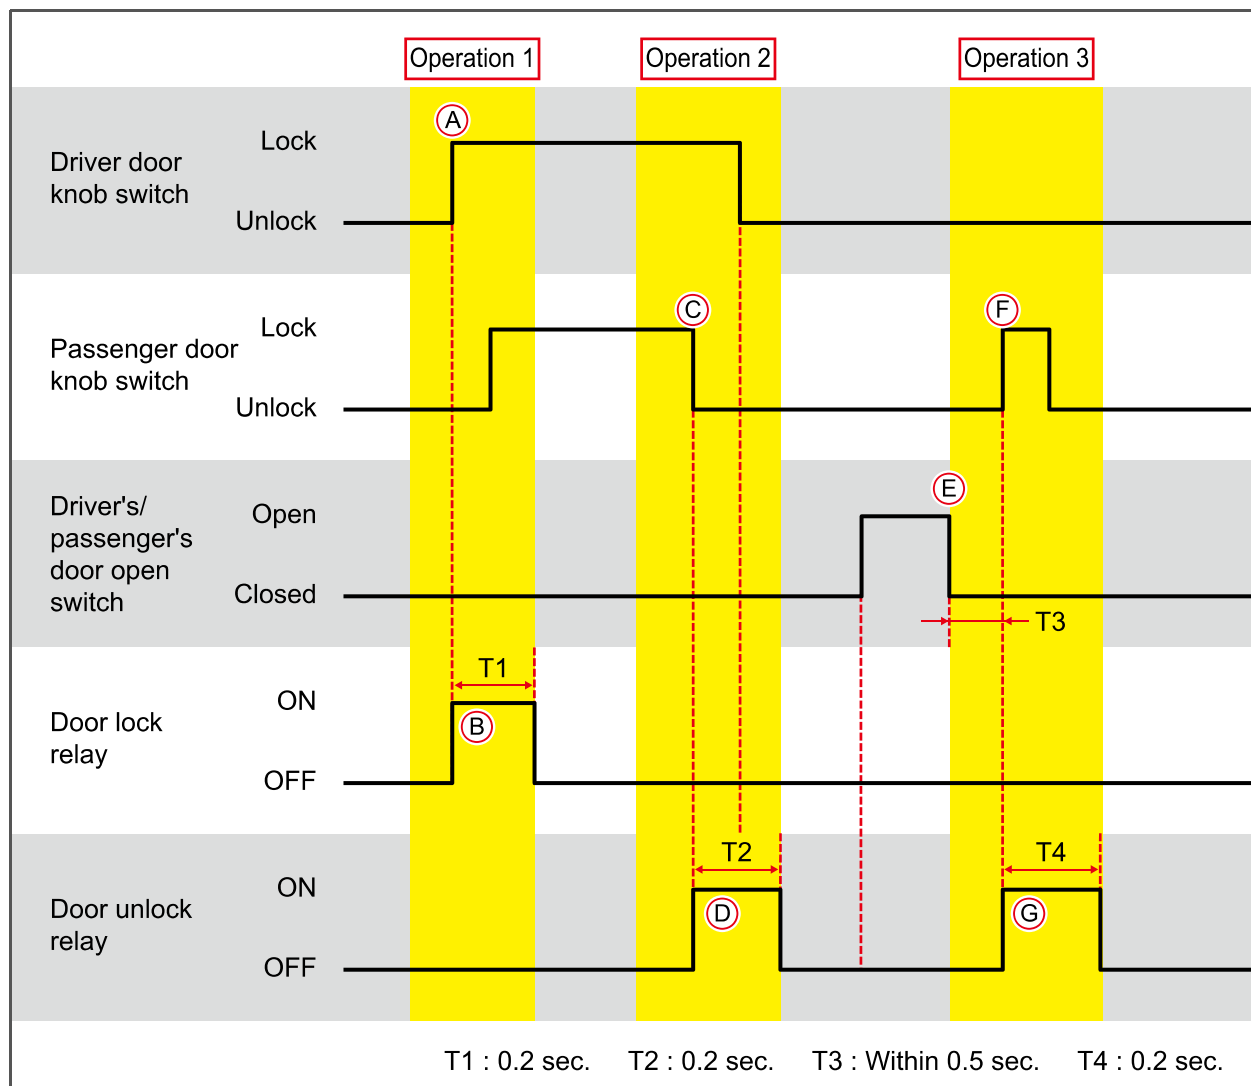 Operation 1
Operation 2
Operation 3
A
Lock
Driver door
knob switch
Unlock
C
F
Lock
Passenger door
knob switch
Unlock
E
Driver's/
passenger's
door open
switch
Open
Closed
T3
T1
ON
B
Door lock
relay
OFF
T2
T4
ON
D
G
Door unlock
relay
OFF
T1 : 0.2 sec. T2 : 0.2 sec. T3 : Within 0.5 sec. T4 : 0.2 sec.